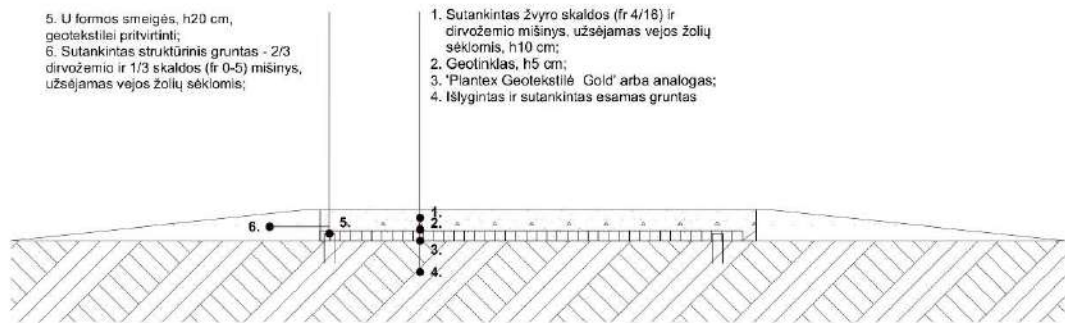 5. U formos smeigės, h20 cm,
geotekstilei pritvirtinti;
6. Sutankintas struktūrinis gruntas - 2/3
dirvožemio ir 1/3 skaldos (fr 0-5) mišinys,
užsėjamas vejos žolių sėklomis;
1. Sutankintas žvyro skaldos (fr 4/16) ir
dirvožemio mišinys, užsėjamas vejos žolių
sėklomis, h10 cm;
2. Geotinklas, h5 cm;
3. 'Plantex Geotekstilė Gold' arba analogas;
4. Išlygintas ir sutankintas esamas gruntas
1.
5.
2.
6.
3.
4.